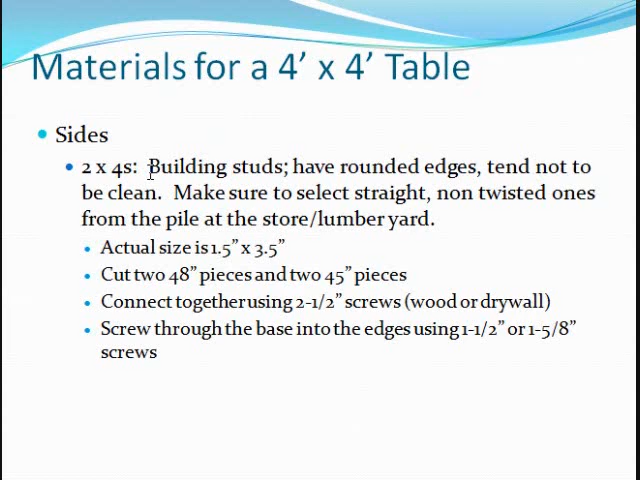 Materials for a 4’ x 4’ Table
Sides
2 x 4s: Building studs; have rounded edges, tend not to
be clean. Make sure to select straight, non twisted ones
from the pile at the store/lumber yard.
Actual size is 1.5” x 3.5”
Cut two 48” pieces and two 45” pieces
Connect together using 2-1/2” screws (wood or drywall)
Screw through the base into the edges using 1-1/2” or 1-5/8”
screws